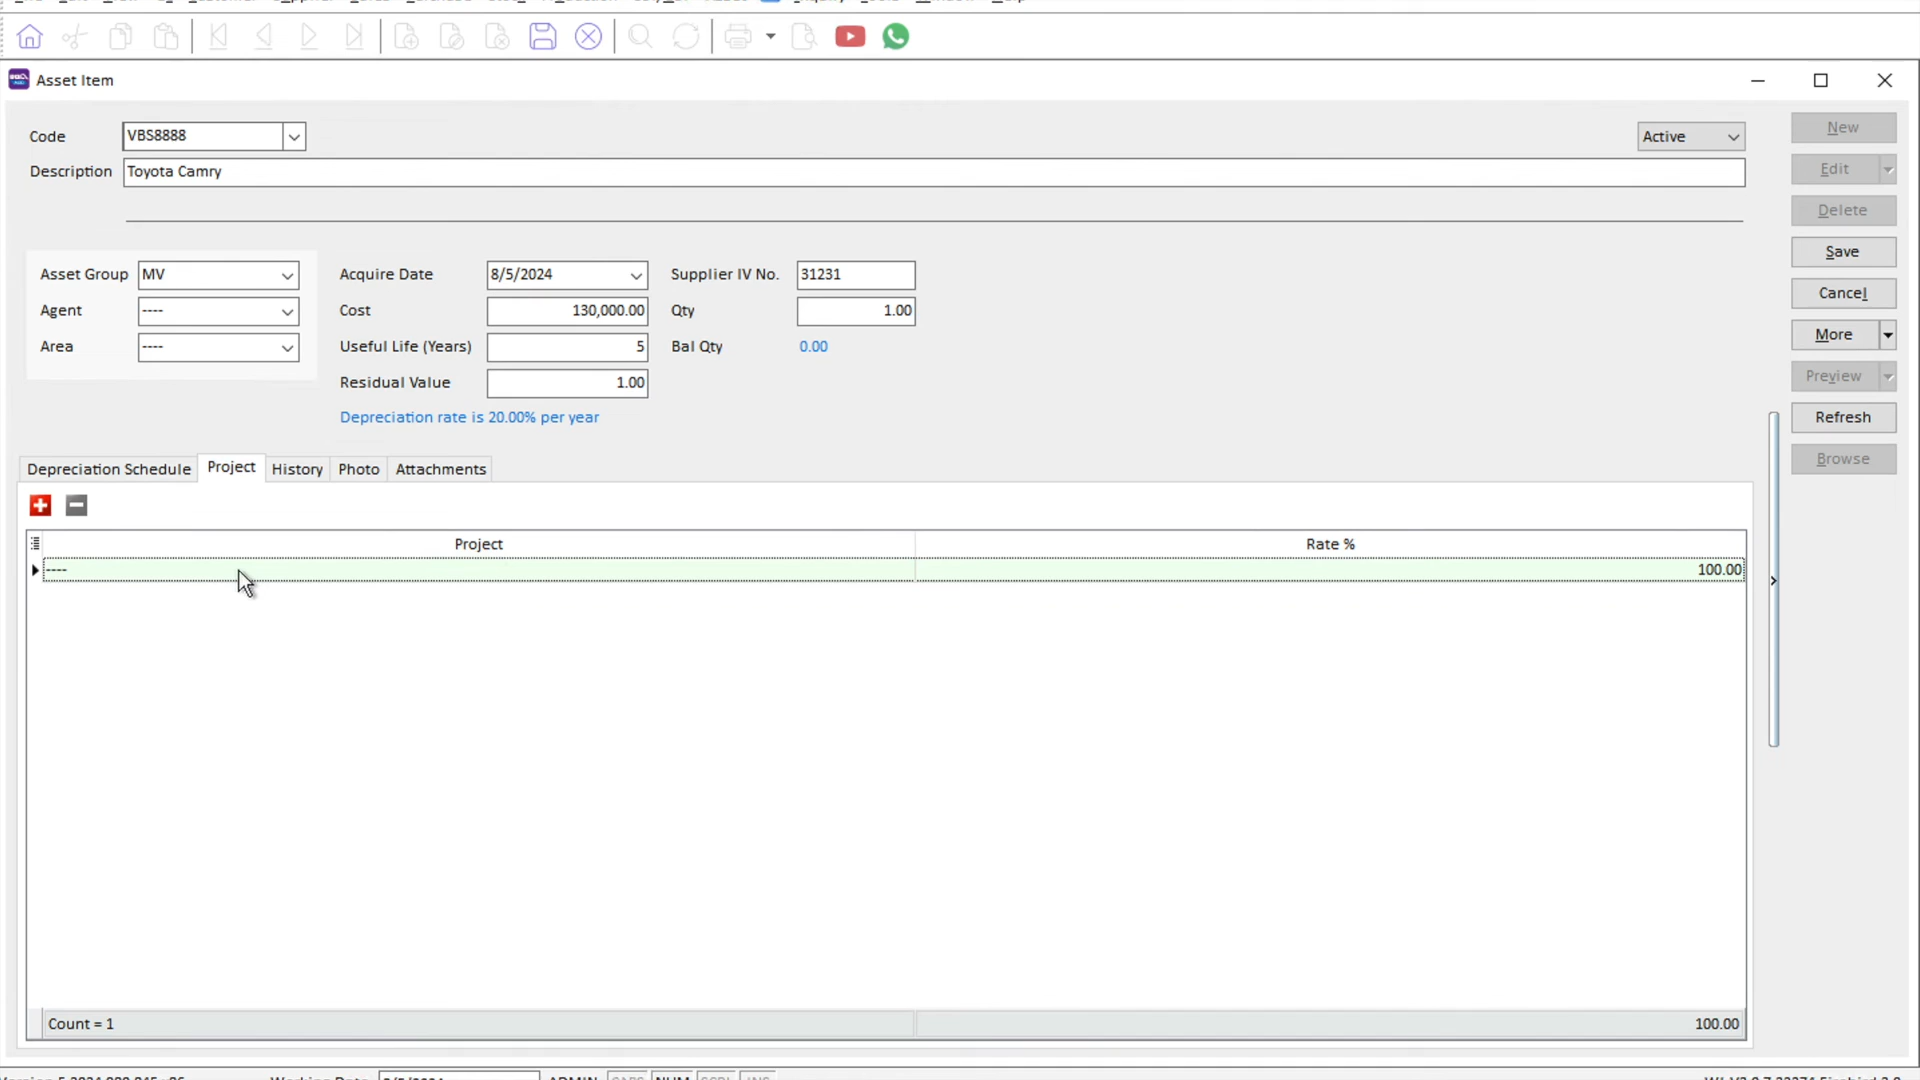 Asset Item
Code VBS8888 Active New
Description Toyota Camry Edit
Delete
Asset Group MV Acquire Date 8/5/2024 Supplier IV No. 31231 Save
Agent ---- Cost 130,000.00 Qty 1.00 Cancel
Area ---- Useful Life (Years) 5 Bal Qty 0.00 More
Residual Value 1.00 Preview
Depreciation rate is 20.00% per year Refresh
Depreciation Schedule Project History Photo Attachments Browse
Project Rate %
---- 100.00
Count = 1 100.00